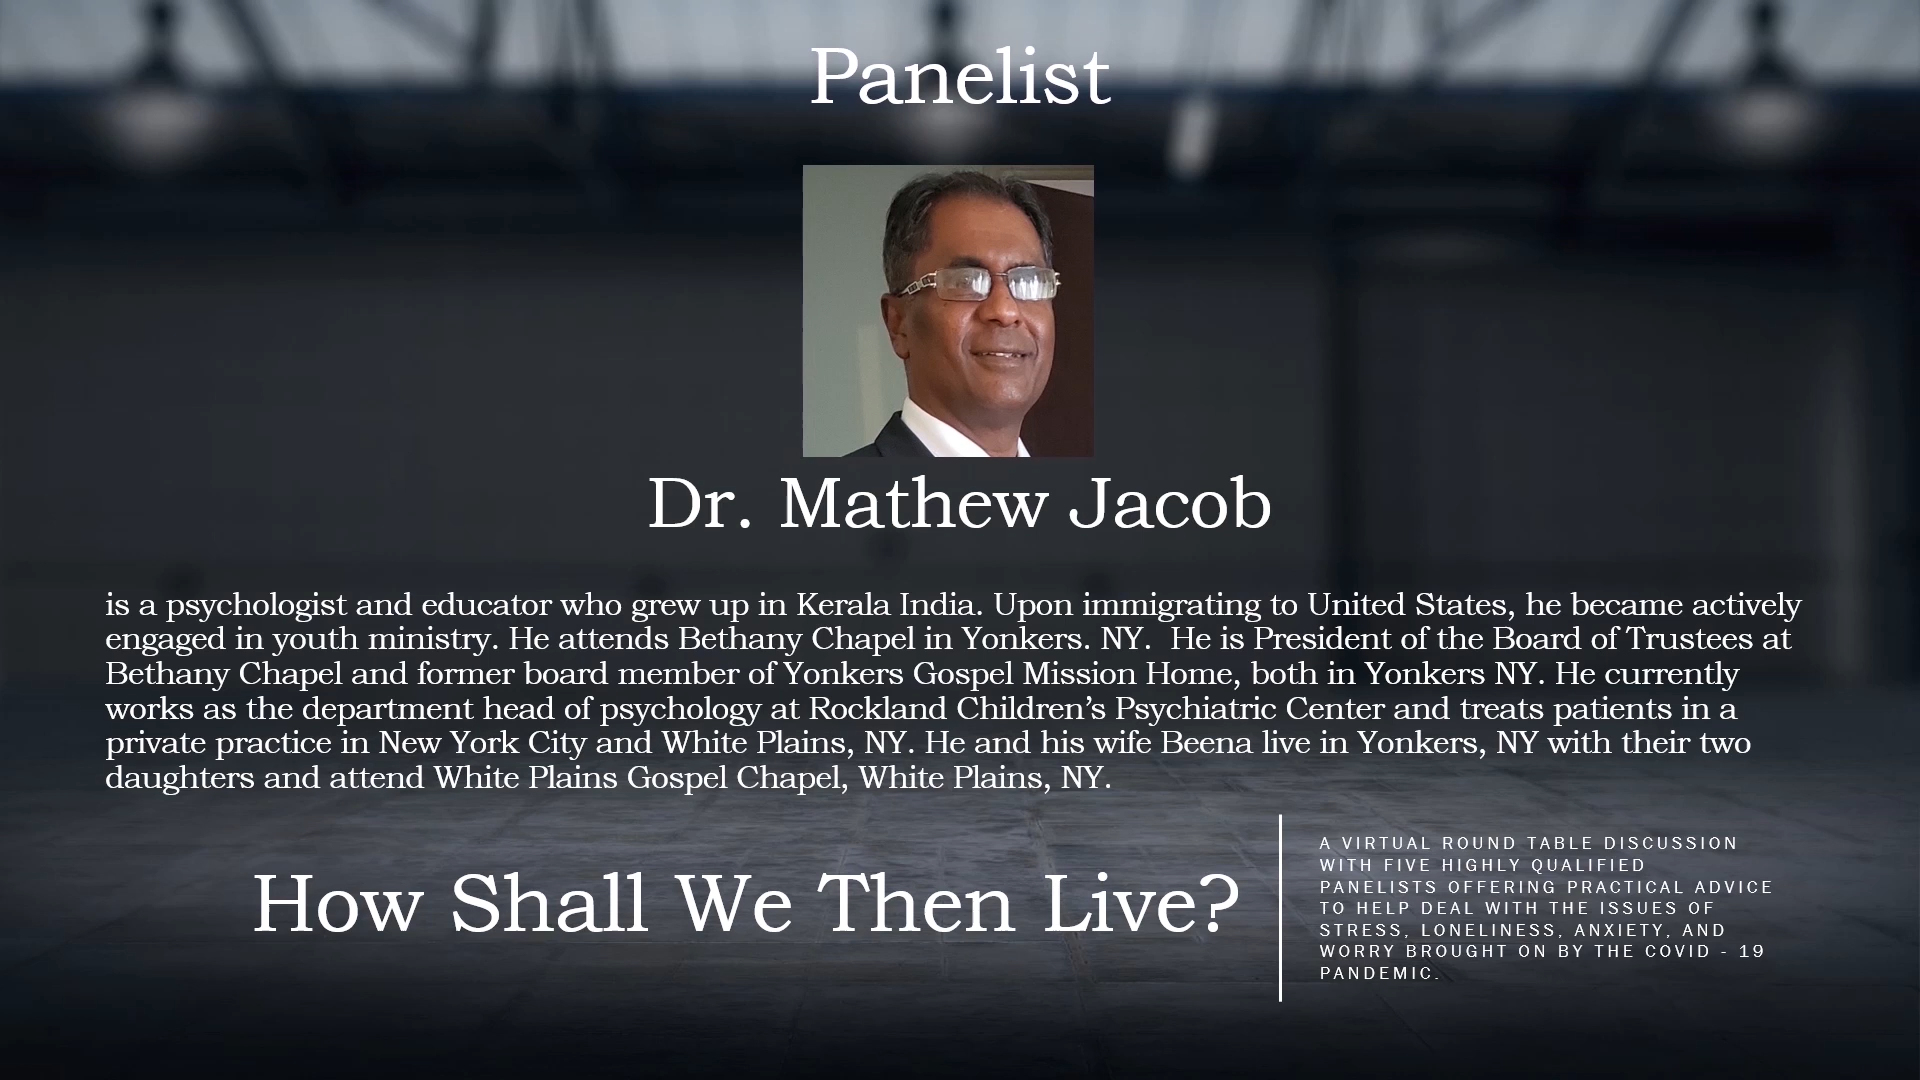 Panelist
Dr. Mathew Jacob
is a psychologist and educator who grew up in Kerala India. Upon immigrating to United States, he became actively
engaged in youth ministry. He attends Bethany Chapel in Yonkers. NY.  He is President of the Board of Trustees at
Bethany Chapel and former board member of Yonkers Gospel Mission Home, both in Yonkers NY. He currently
works as the department head of psychology at Rockland Children’s Psychiatric Center and treats patients in a
private practice in New York City and White Plains, NY. He and his wife Beena live in Yonkers, NY with their two
daughters and attend White Plains Gospel Chapel, White Plains, NY.
How Shall We Then Live?
A VIRTUAL ROUND TABLE DISCUSSION
WITH FIVE HIGHLY QUALIFIED
PANELISTS OFFERING PRACTICAL ADVICE
TO HELP DEAL WITH THE ISSUES OF
STRESS, LONELINESS, ANXIETY, AND
WORRY BROUGHT ON BY THE COVID - 19
PANDEMIC.